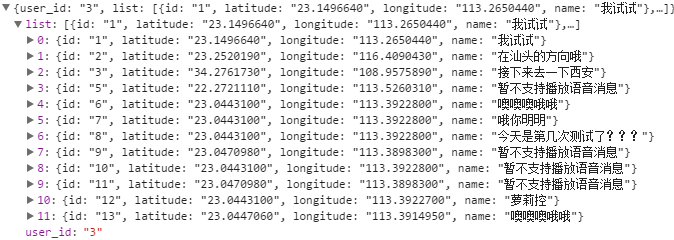 ▼ {user_id: "3", list: [{id: "1", latitude: "23.1496640", longitude: "113.2650440", name: "我试试"},…]}
▼ list: [{id: "1", latitude: "23.1496640", longitude: "113.2650440", name: "我试试"},…]
▶ 0: {id: "1", latitude: "23.1496640", longitude: "113.2650440", name: "我试试"}
▶ 1: {id: "2", latitude: "23.2520190", longitude: "116.4090430", name: "在汕头的方向哦"}
▶ 2: {id: "3", latitude: "34.2761730", longitude: "108.9575890", name: "接下来去一下西安"}
▶ 3: {id: "5", latitude: "22.2721110", longitude: "113.5260310", name: "暂不支持播放语音消息"}
▶ 4: {id: "6", latitude: "23.0443100", longitude: "113.3922800", name: "噢噢噢哦哦"}
▶ 5: {id: "7", latitude: "23.0443100", longitude: "113.3922800", name: "哦你明明"}
▶ 6: {id: "8", latitude: "23.0443100", longitude: "113.3922800", name: "今天是第几次测试了？？？"}
▶ 7: {id: "9", latitude: "23.0470980", longitude: "113.3898300", name: "暂不支持播放语音消息"}
▶ 8: {id: "10", latitude: "23.0443100", longitude: "113.3922800", name: "暂不支持播放语音消息"}
▶ 9: {id: "11", latitude: "23.0470980", longitude: "113.3898300", name: "暂不支持播放语音消息"}
▶ 10: {id: "12", latitude: "23.0443100", longitude: "113.3922700", name: "萝莉控"}
▶ 11: {id: "13", latitude: "23.0447060", longitude: "113.3914950", name: "噢噢噢哦哦"}
user_id: "3"